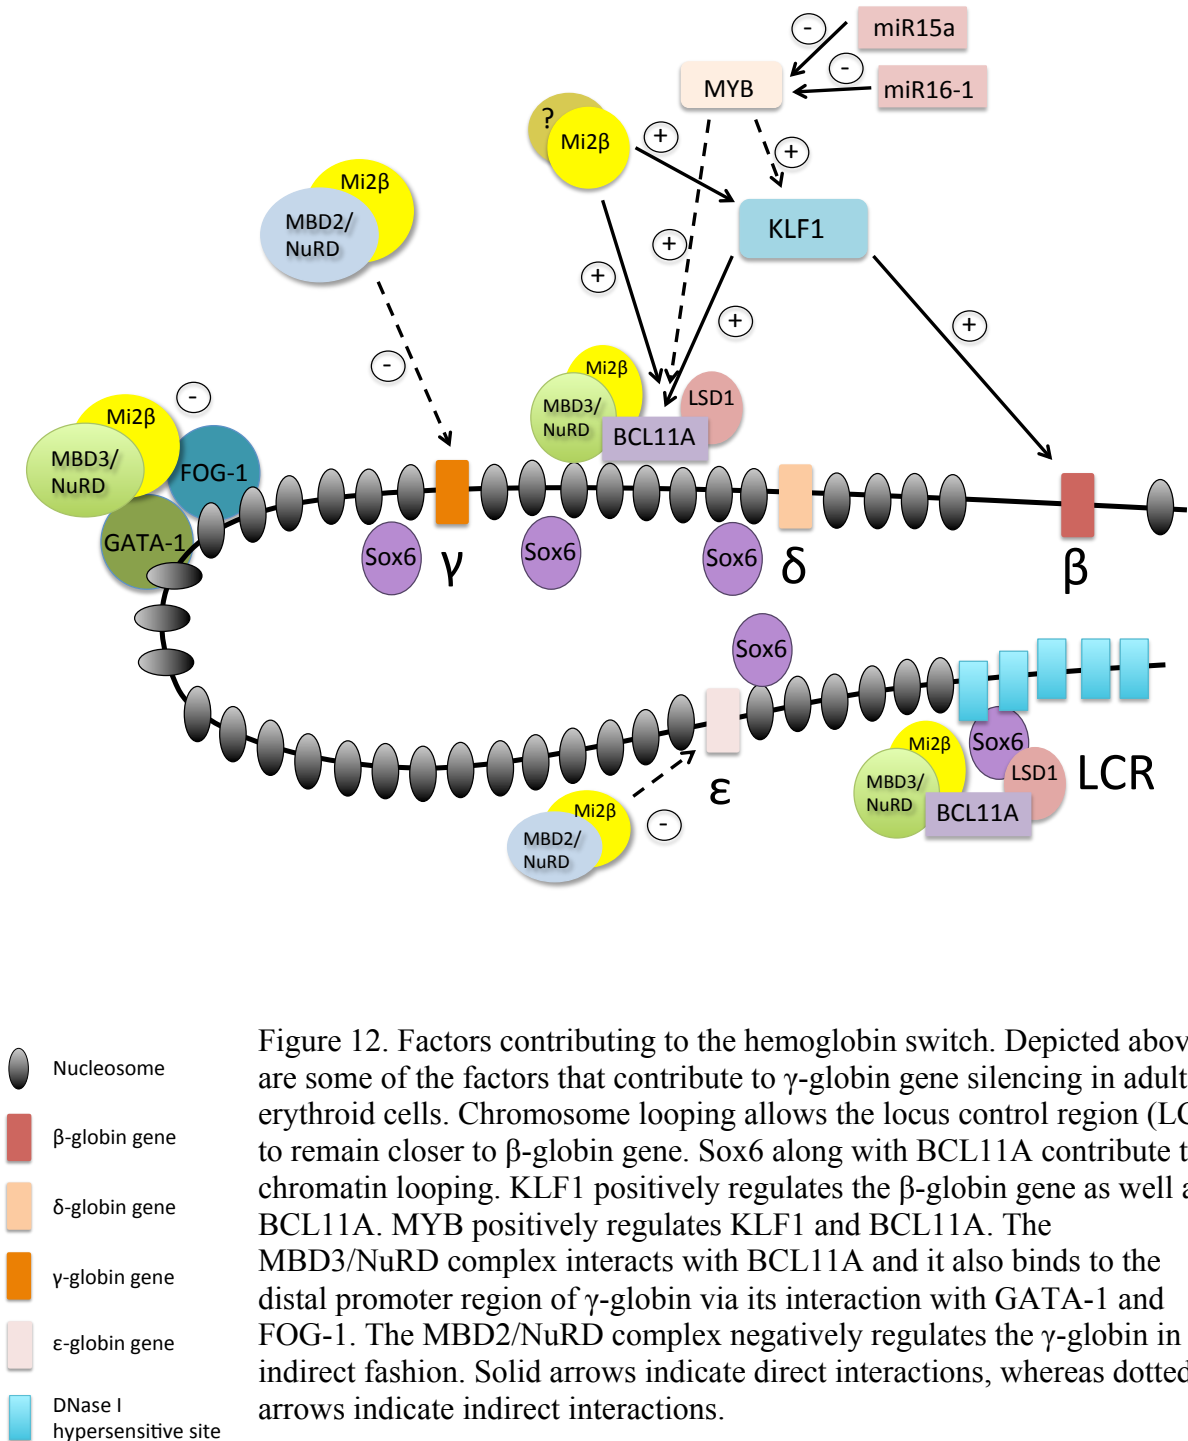 miR15a
-
miR16-1
-
MYB
?
Mi2β
+
+
KLF1
Mi2β
MBD2/
NuRD
+
+
+
+
-
Mi2β
MBD3/
NuRD
LSD1
BCL11A
-
Mi2β
MBD3/
NuRD
FOG-1
GATA-1
Sox6
γ
Sox6
Sox6
δ
β
Sox6
ε
Mi2β
MBD2/
NuRD
-
Sox6
Mi2β
MBD3/
NuRD
LSD1
BCL11A
LCR
Nucleosome
β-globin gene
δ-globin gene
γ-globin gene
ε-globin gene
DNase I
hypersensitive site
Figure 12. Factors contributing to the hemoglobin switch. Depicted abov
are some of the factors that contribute to γ-globin gene silencing in adult
erythroid cells. Chromosome looping allows the locus control region (LC
to remain closer to β-globin gene. Sox6 along with BCL11A contribute t
chromatin looping. KLF1 positively regulates the β-globin gene as well a
BCL11A. MYB positively regulates KLF1 and BCL11A. The
MBD3/NuRD complex interacts with BCL11A and it also binds to the
distal promoter region of γ-globin via its interaction with GATA-1 and
FOG-1. The MBD2/NuRD complex negatively regulates the γ-globin in
indirect fashion. Solid arrows indicate direct interactions, whereas dotted
arrows indicate indirect interactions.